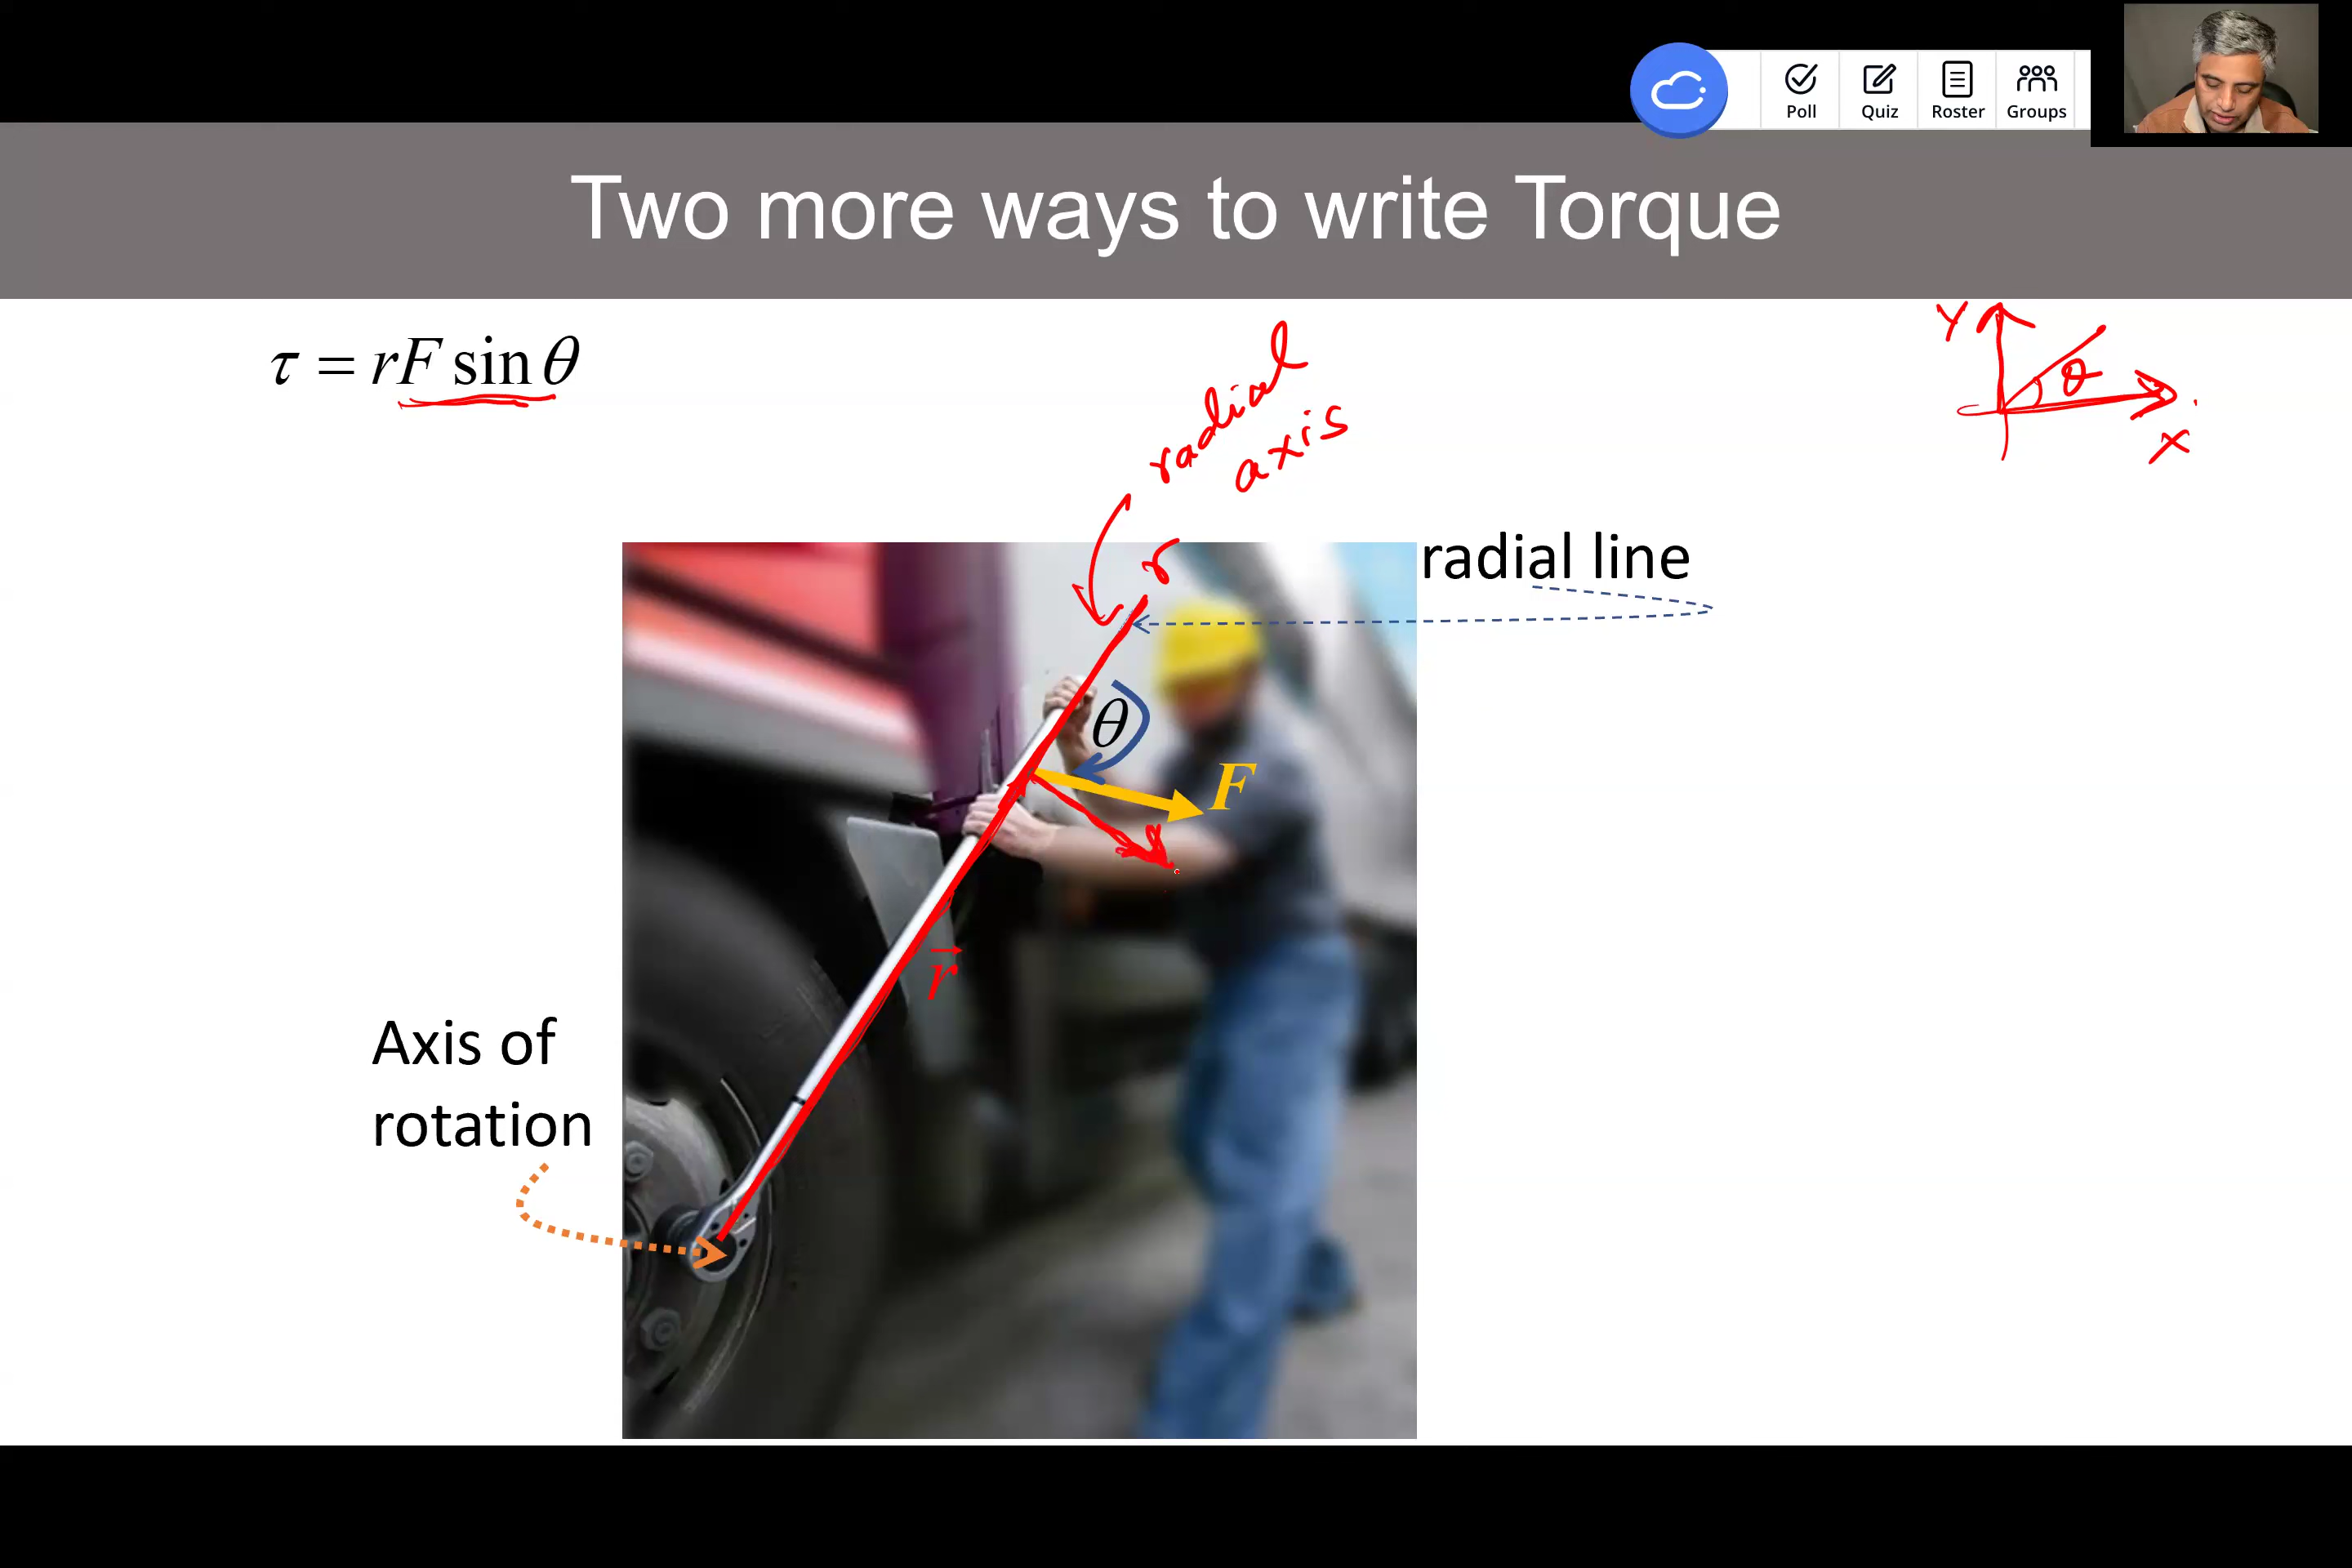 Poll Quiz Roster Groups
Two more ways to write Torque
τ = rF sin θ
radial
axis
Y
θ
X
r
radial line
θ
F
r⃗
Axis of
rotation